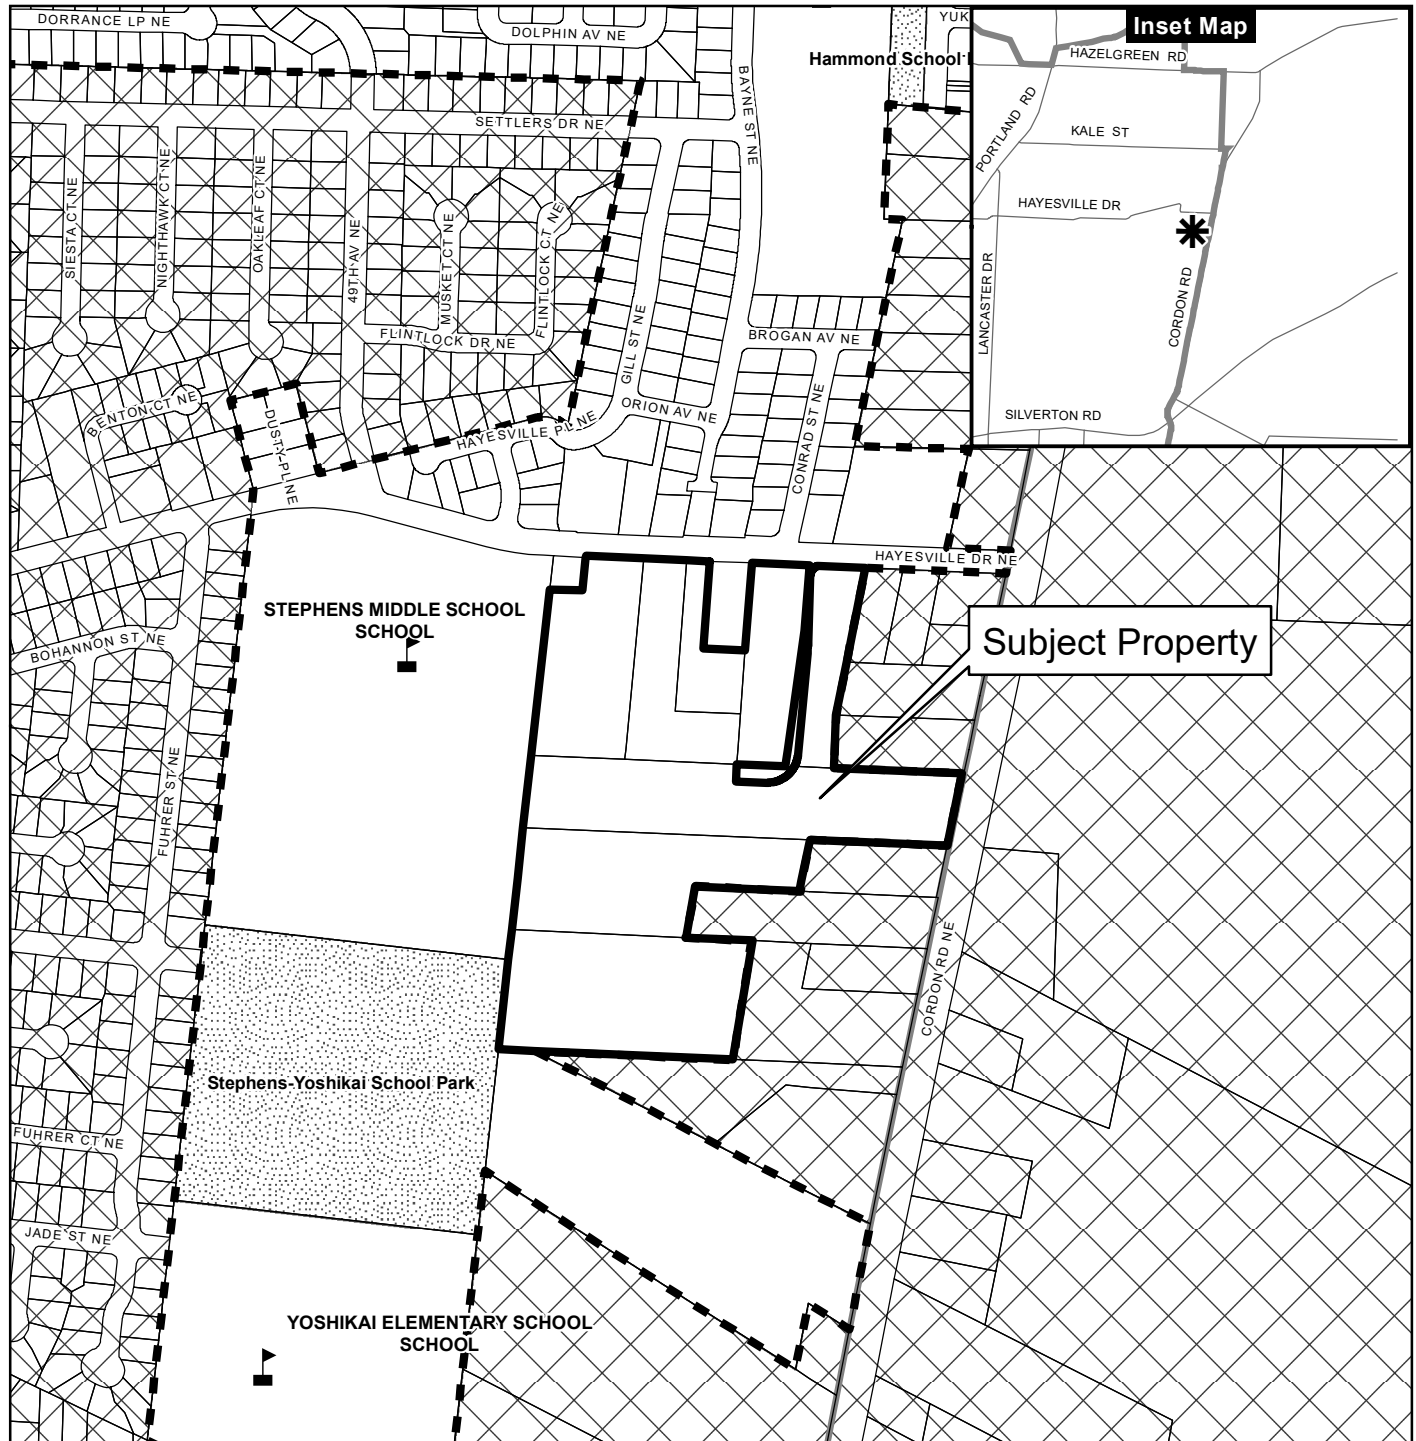 DORRANCE LP NE
DOLPHIN AV NE
YUK
Hammond School
BAYNE ST NE
SETTLERS DR NE
SIESTA CT NE
NIGHTHAWK CT NE
OAKLEAF CT NE
49TH AV NE
MUSKET CT NE
FLINTLOCK CT NE
FLINTLOCK DR NE
GILL ST NE
BROGAN AV NE
BENTON CT NE
DUSTY PL NE
HAYESVILLE PL NE
ORION AV NE
CONRAD ST NE
HAYESVILLE DR NE
Inset Map
HAZELGREEN RD
PORTLAND RD
KALE ST
HAYESVILLE DR
LANCASTER DR
CORDON RD
SILVERTON RD
STEPHENS MIDDLE SCHOOL
SCHOOL
BOHANNON ST NE
Subject Property
FUHRER ST NE
CORDON RD NE
Stephens-Yoshikai School Park
FUHRER CT NE
JADE ST NE
YOSHIKAI ELEMENTARY SCHOOL
SCHOOL